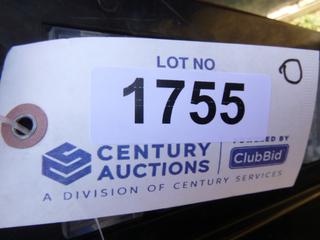 LOT NO
1755
CENTURY AUCTIONS
POWERED BY
ClubBid
A DIVISION OF CENTURY SERVICES